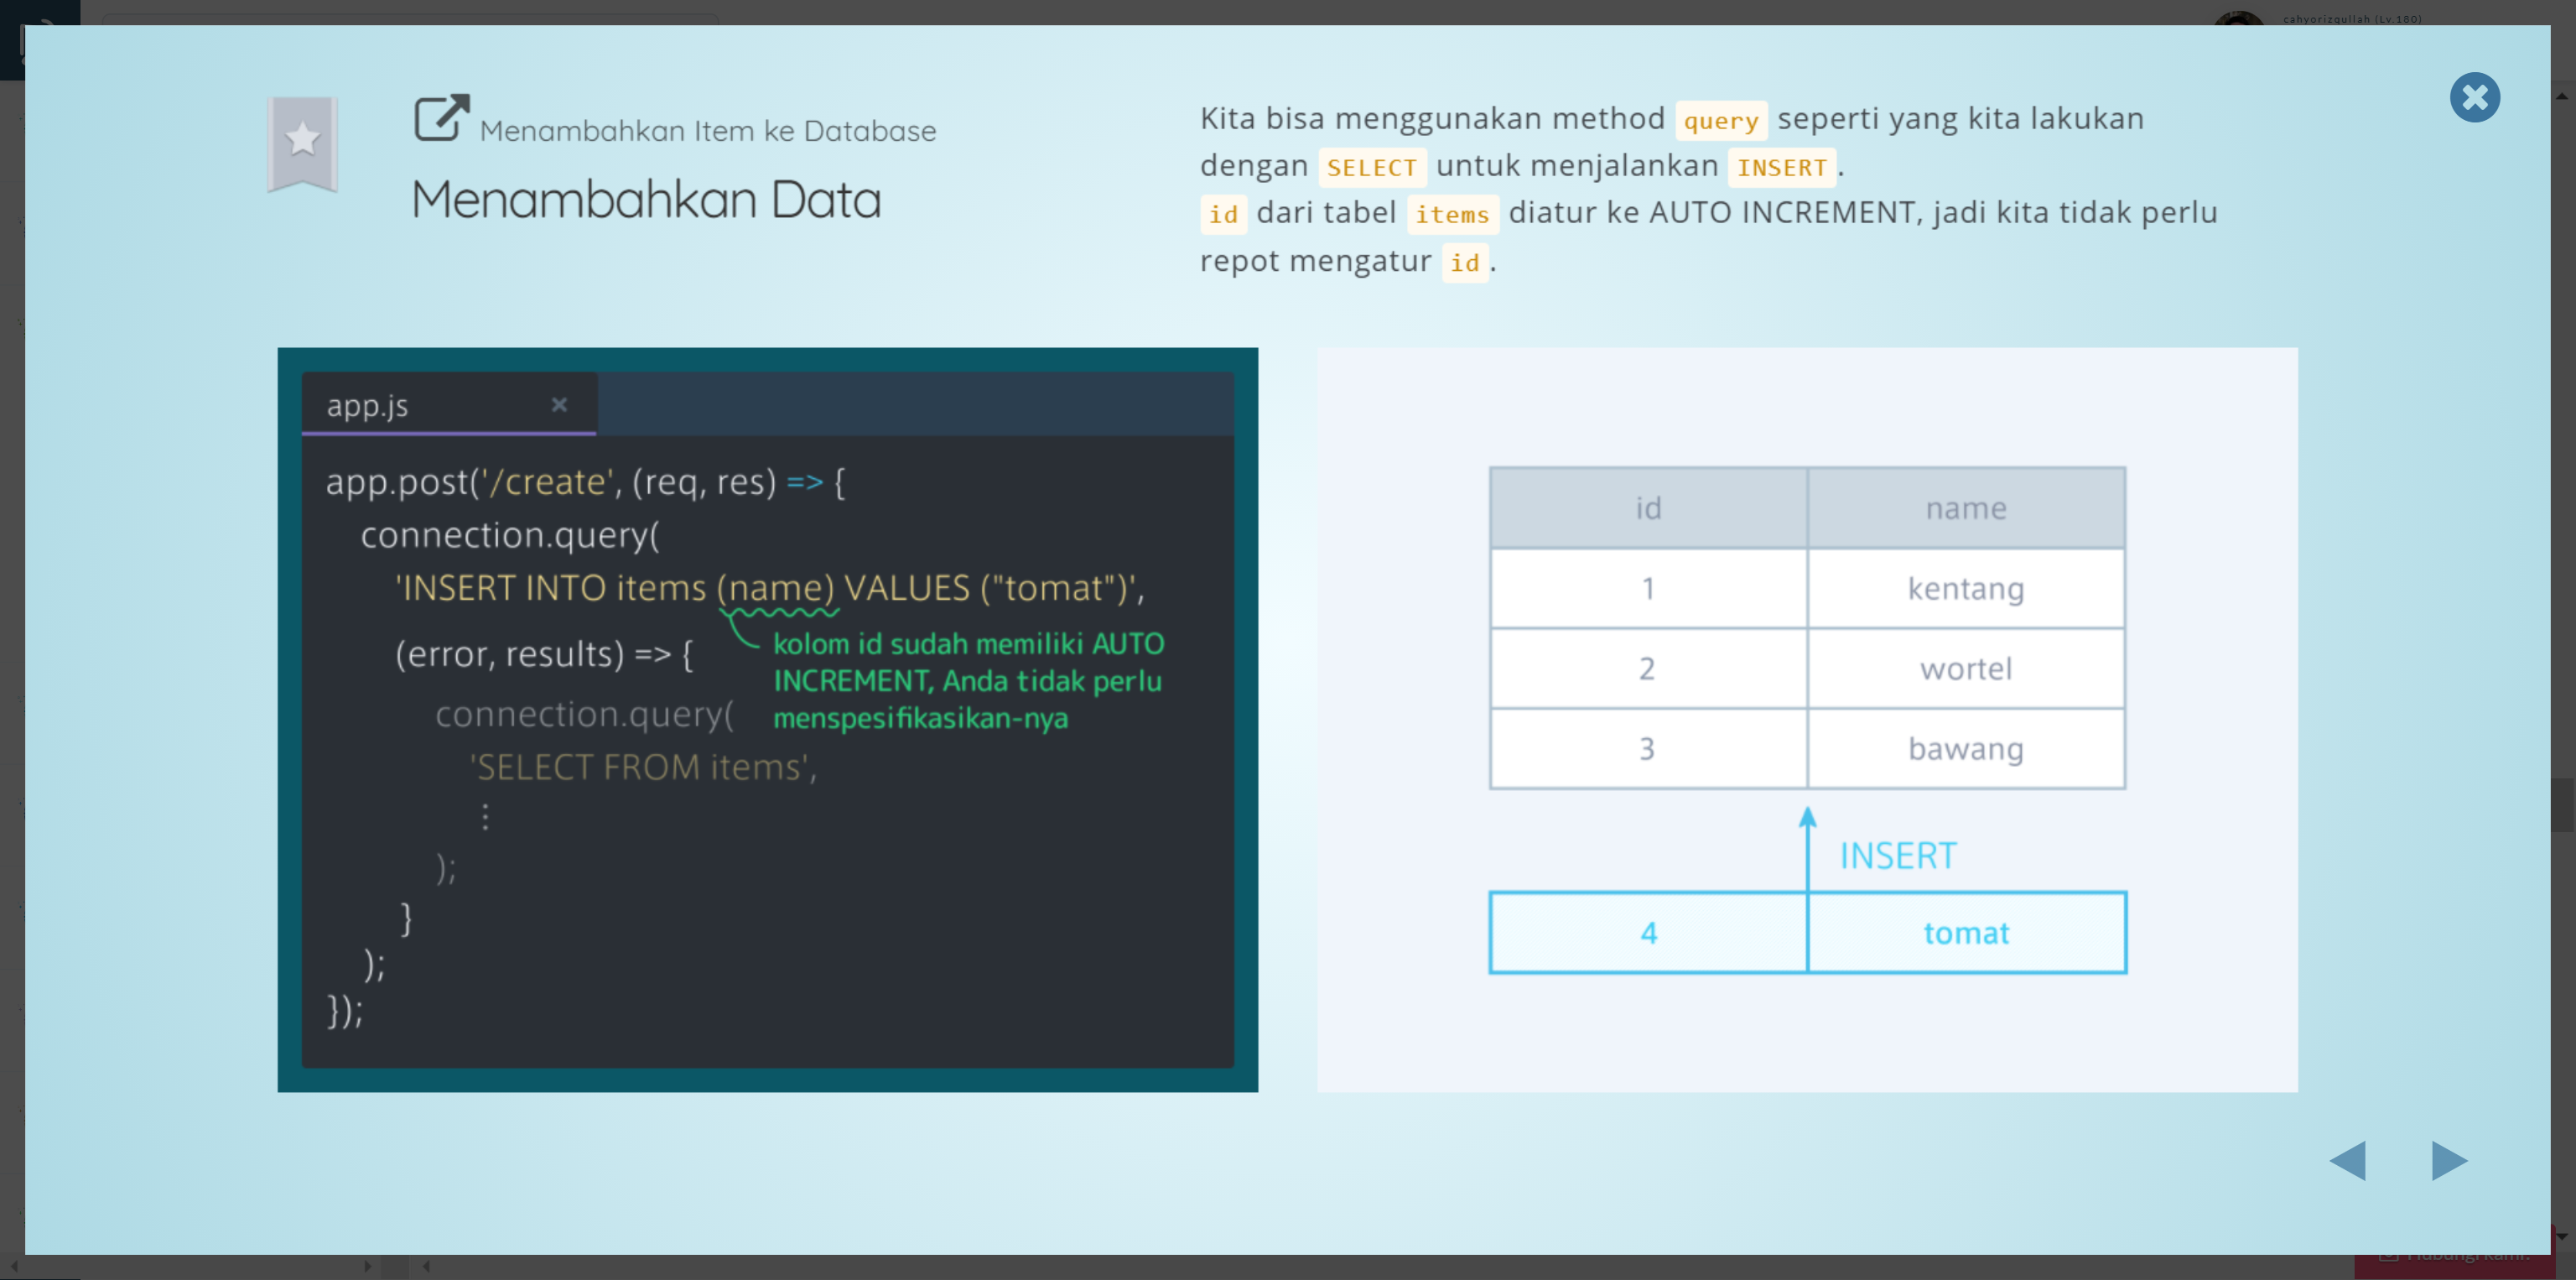 cahyorizqullah (Lv.180)
Menambahkan Item ke Database
Menambahkan Data
Kita bisa menggunakan method query seperti yang kita lakukan
dengan SELECT untuk menjalankan INSERT.
id dari tabel items diatur ke AUTO INCREMENT, jadi kita tidak perlu
repot mengatur id.
app.js ×
app.post('/create', (req, res) => {
connection.query(
'INSERT INTO items (name) VALUES ("tomat")',
(error, results) => {
kolom id sudah memiliki AUTO
INCREMENT, Anda tidak perlu
menspesifikasikan-nya
connection.query(
'SELECT FROM items',
⋮
);
}
);
});
id name
1 kentang
2 wortel
3 bawang
INSERT
4 tomat